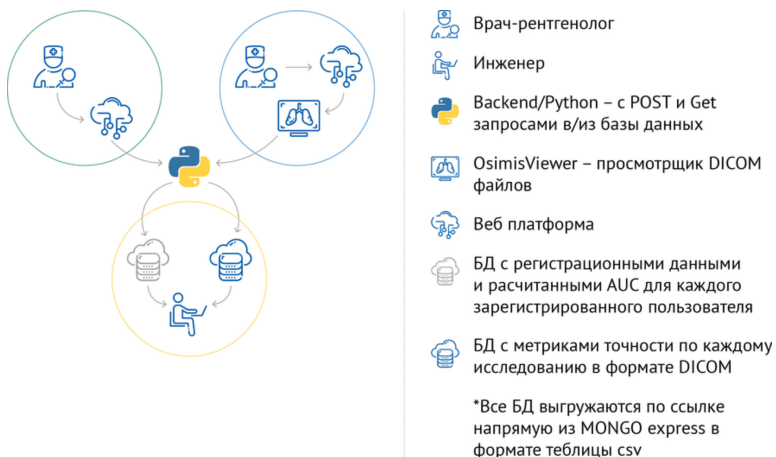 Врач-рентгенолог
Инженер
Backend/Python – с POST и Get
запросами в/из базы данных
OsimisViewer – просмотрщик DICOM
файлов
Веб платформа
БД с регистрационными данными
и расчитанными AUC для каждого
зарегистрированного пользователя
БД с метриками точности по каждому
исследованию в формате DICOM
*Все БД выгружаются по ссылке
напрямую из MONGO express в
формате теблицы csv